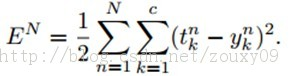 E^N = \frac{1}{2} \sum_{n=1}^{N} \sum_{k=1}^{c} (t_k^n - y_k^n)^2.
http://blog.csdn.net/zouxy09